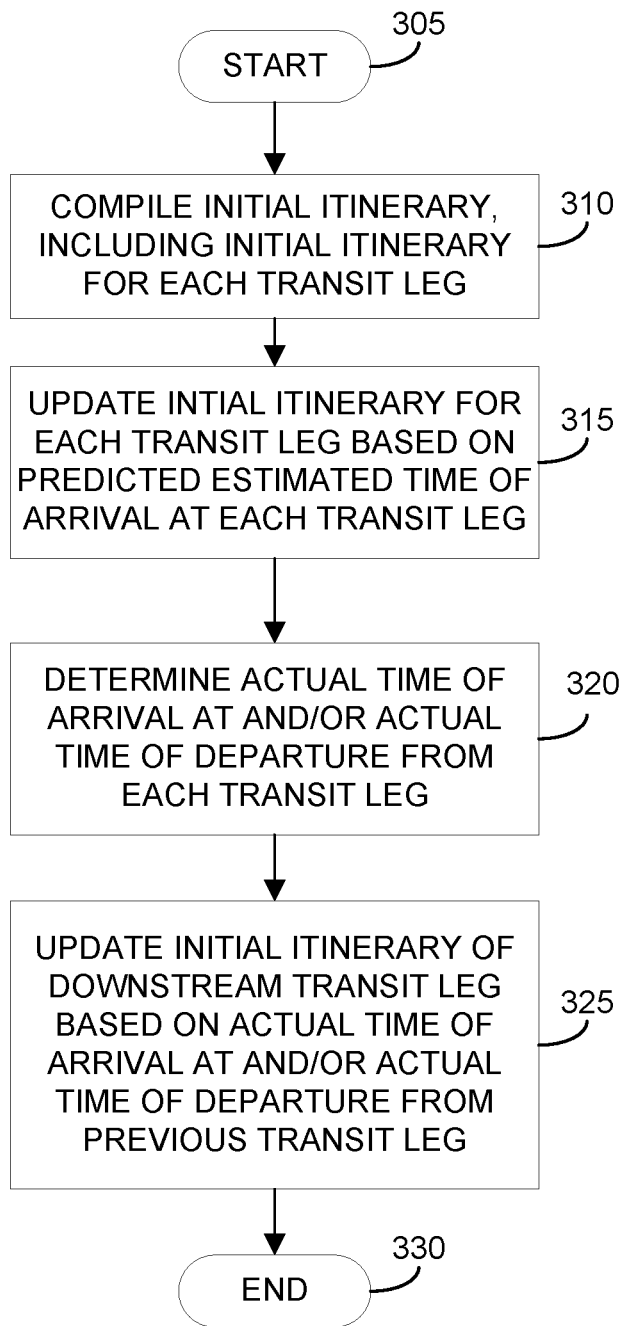 305
START
310
COMPILE INITIAL ITINERARY,
INCLUDING INITIAL ITINERARY
FOR EACH TRANSIT LEG
315
UPDATE INTIAL ITINERARY FOR
EACH TRANSIT LEG BASED ON
PREDICTED ESTIMATED TIME OF
ARRIVAL AT EACH TRANSIT LEG
320
DETERMINE ACTUAL TIME OF
ARRIVAL AT AND/OR ACTUAL
TIME OF DEPARTURE FROM
EACH TRANSIT LEG
325
UPDATE INITIAL ITINERARY OF
DOWNSTREAM TRANSIT LEG
BASED ON ACTUAL TIME OF
ARRIVAL AT AND/OR ACTUAL
TIME OF DEPARTURE FROM
PREVIOUS TRANSIT LEG
330
END